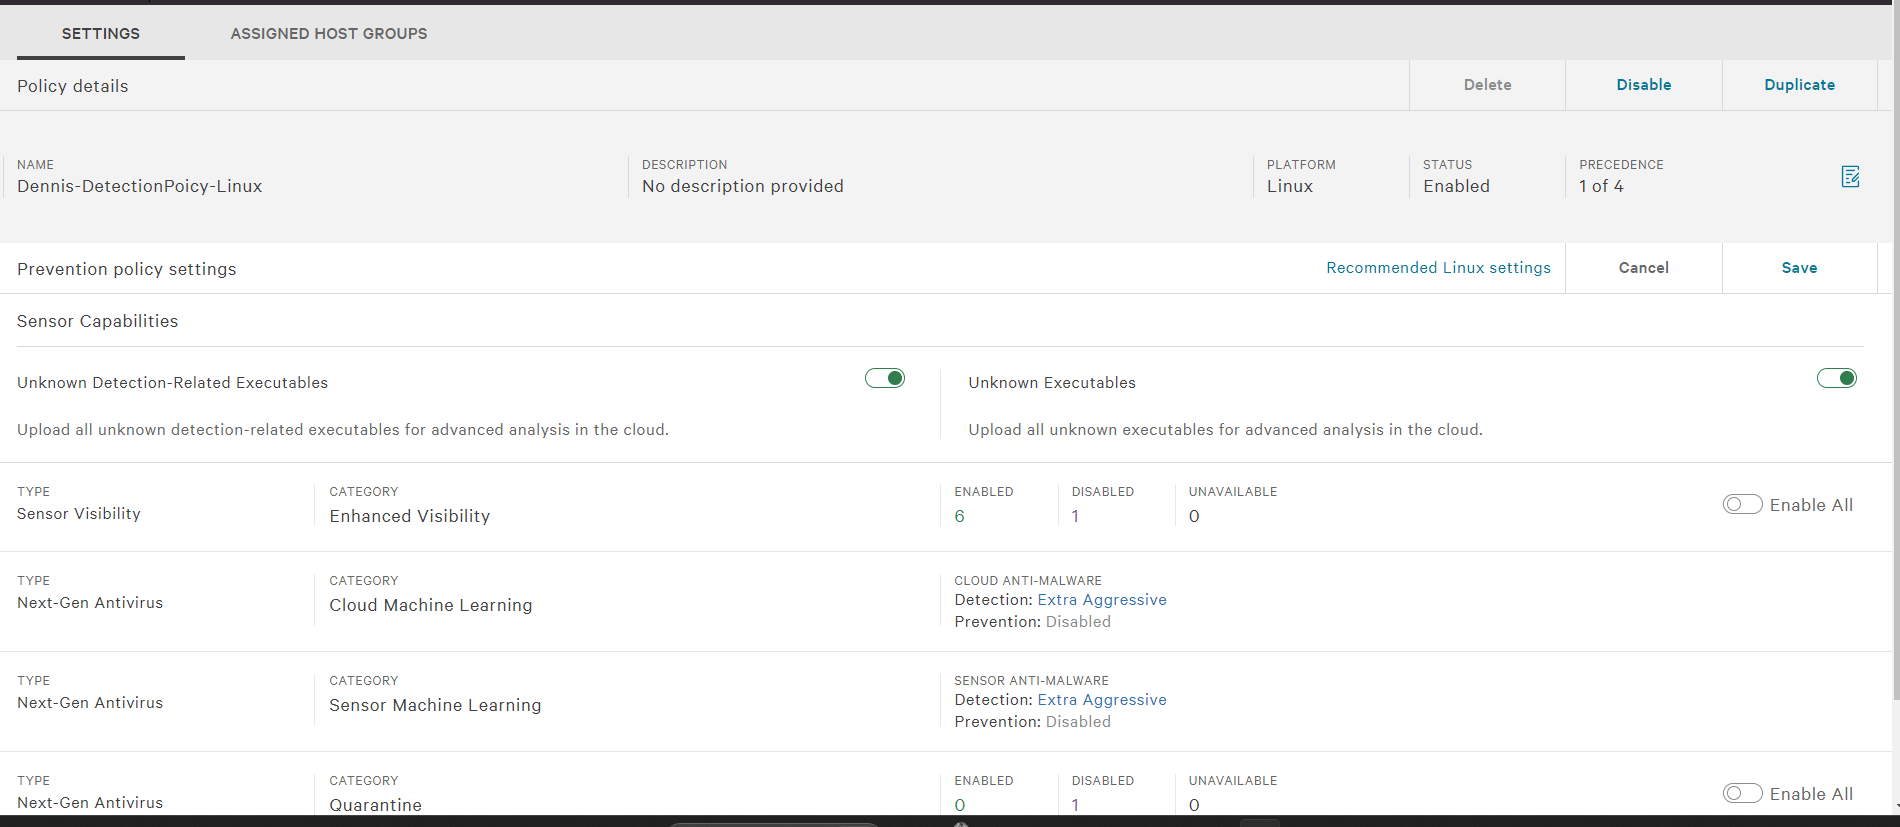 SETTINGS
ASSIGNED HOST GROUPS
Policy details
Delete
Disable
Duplicate
NAME
Dennis-DetectionPoicy-Linux
DESCRIPTION
No description provided
PLATFORM
Linux
STATUS
Enabled
PRECEDENCE
1 of 4
Prevention policy settings
Recommended Linux settings
Cancel
Save
Sensor Capabilities
Unknown Detection-Related Executables
Upload all unknown detection-related executables for advanced analysis in the cloud.
Unknown Executables
Upload all unknown executables for advanced analysis in the cloud.
TYPE
Sensor Visibility
CATEGORY
Enhanced Visibility
ENABLED
6
DISABLED
1
UNAVAILABLE
0
Enable All
TYPE
Next-Gen Antivirus
CATEGORY
Cloud Machine Learning
CLOUD ANTI-MALWARE
Detection: Extra Aggressive
Prevention: Disabled
TYPE
Next-Gen Antivirus
CATEGORY
Sensor Machine Learning
SENSOR ANTI-MALWARE
Detection: Extra Aggressive
Prevention: Disabled
TYPE
Next-Gen Antivirus
CATEGORY
Quarantine
ENABLED
0
DISABLED
1
UNAVAILABLE
0
Enable All